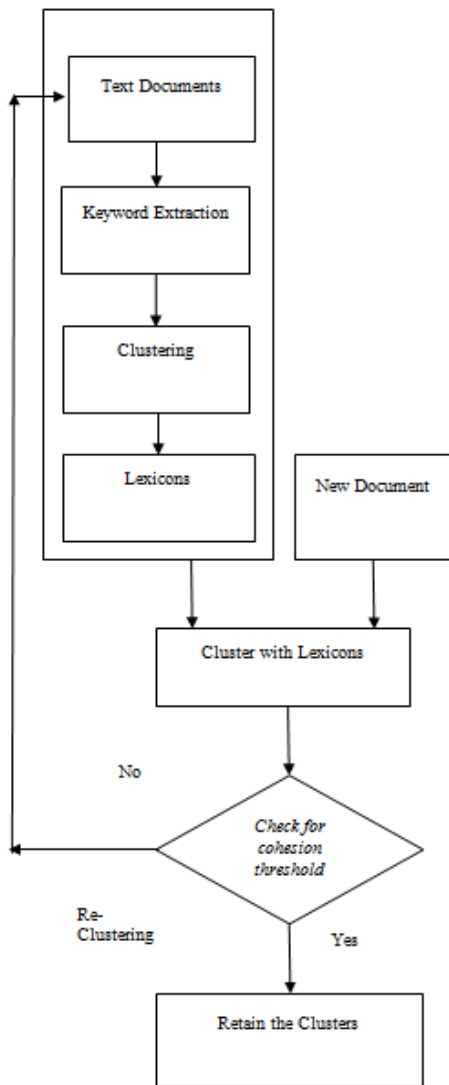 Text Documents
Keyword Extraction
Clustering
Lexicons
New Document
Cluster with Lexicons
No
Check for
cohesion
threshold
Re-
Clustering
Yes
Retain the Clusters